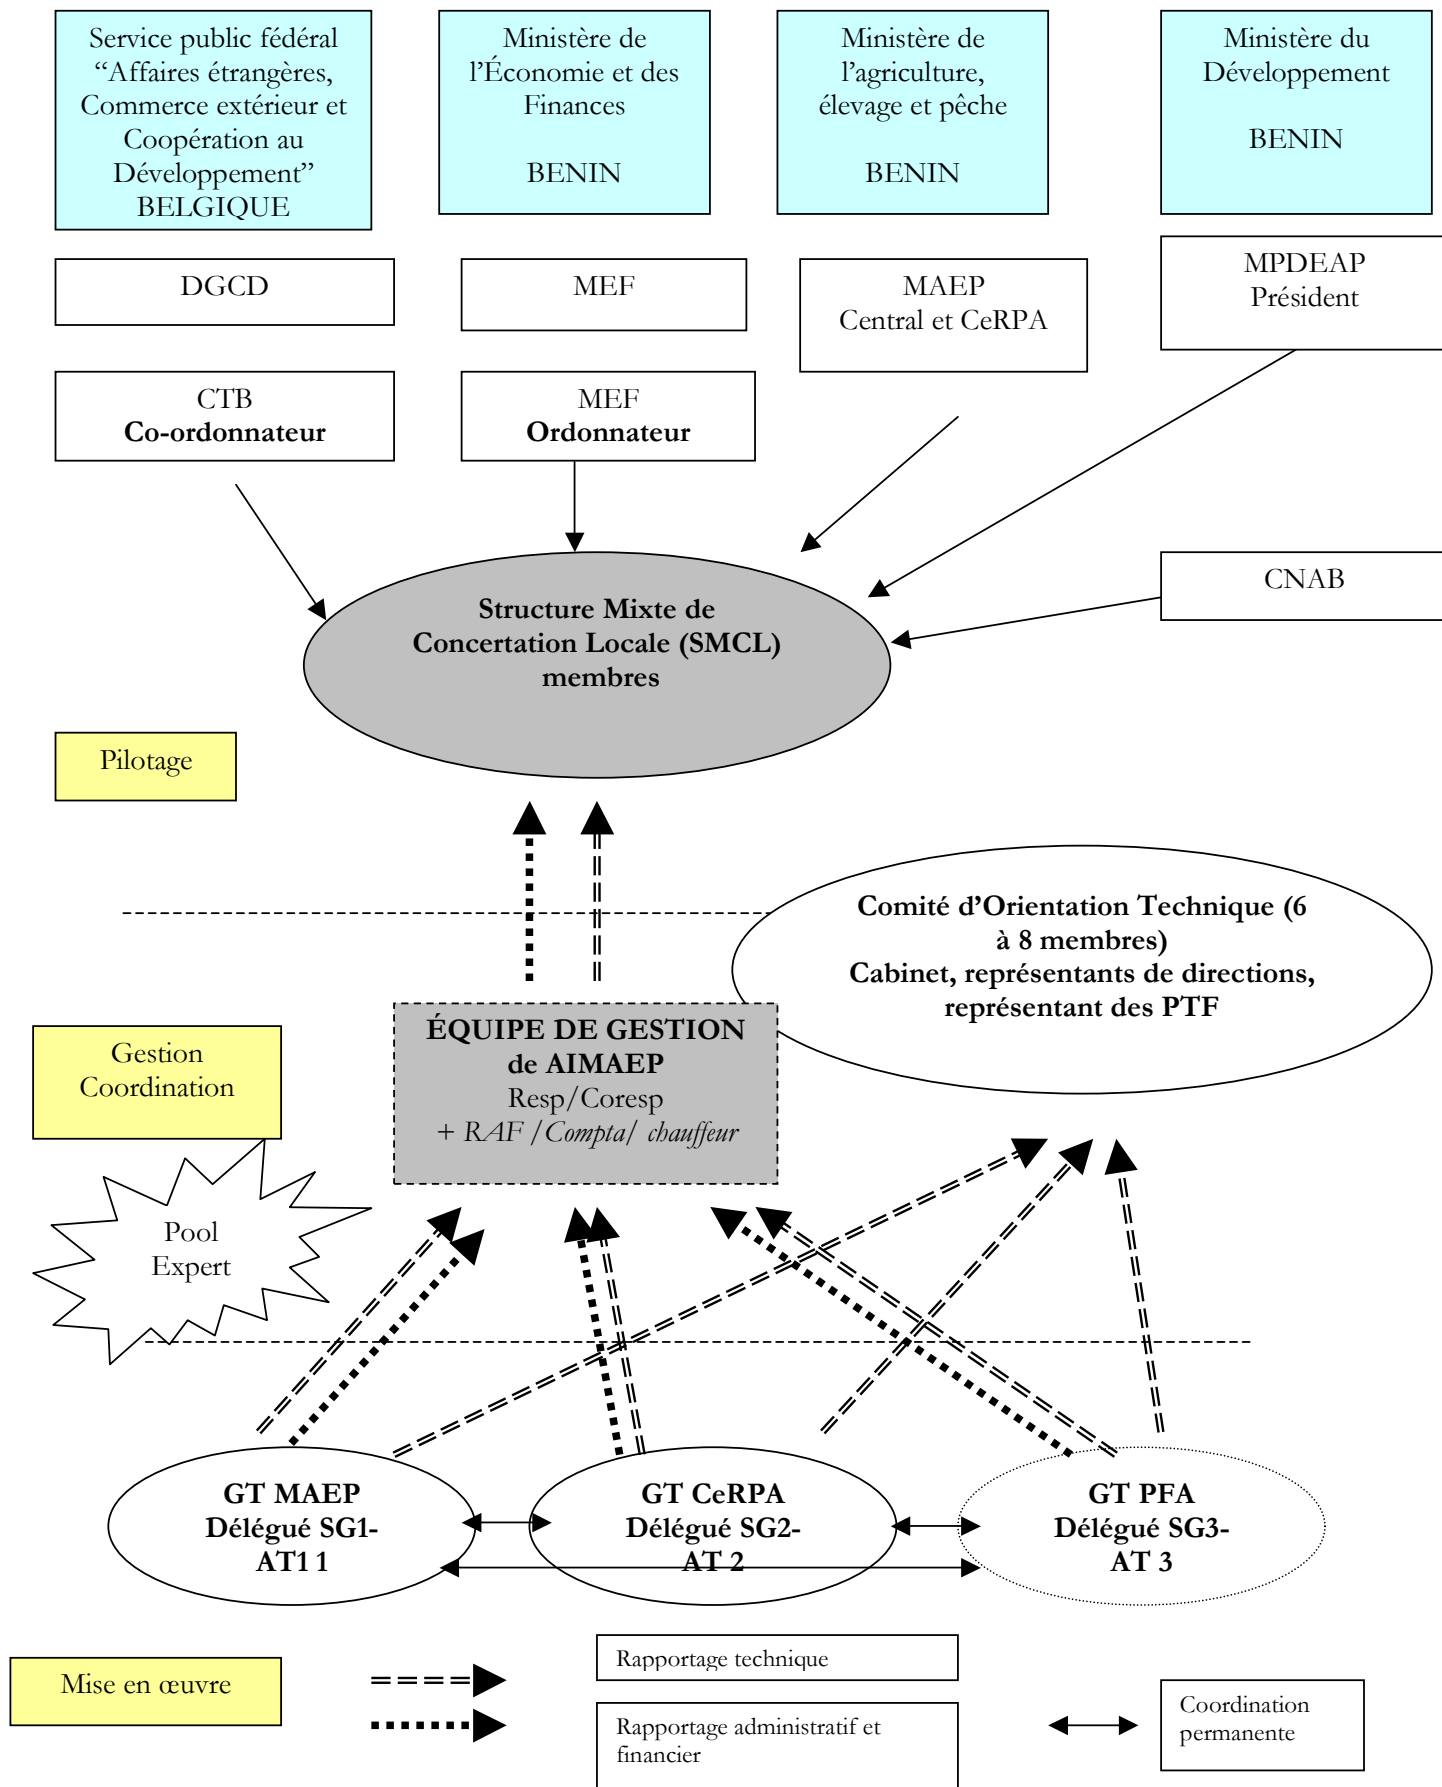 Service public fédéral
“Affaires étrangères,
Commerce extérieur et
Coopération au
Développement”
BELGIQUE
Ministère de
l'Économie et des
Finances
BENIN
Ministère de
l'agriculture,
élevage et pêche
BENIN
Ministère du
Développement
BENIN
DGCD
MEF
MAEP
Central et CeRPA
MPDEAP
Président
CTB
Co-ordonnateur
MEF
Ordonnateur
CNAB
Structure Mixte de
Concertation Locale (SMCL)
membres
Pilotage
Comité d'Orientation Technique (6
à 8 membres)
Cabinet, représentants de directions,
représentant des PTF
ÉQUIPE DE GESTION
de AIMAEP
Resp/Coresp
+ RAF /Compta/ chauffeur
Gestion
Coordination
Pool
Expert
GT MAEP
Délégué SG1-
AT1 1
GT CeRPA
Délégué SG2-
AT 2
GT PFA
Délégué SG3-
AT 3
Mise en œuvre
Rapportage technique
Rapportage administratif et
financier
Coordination
permanente